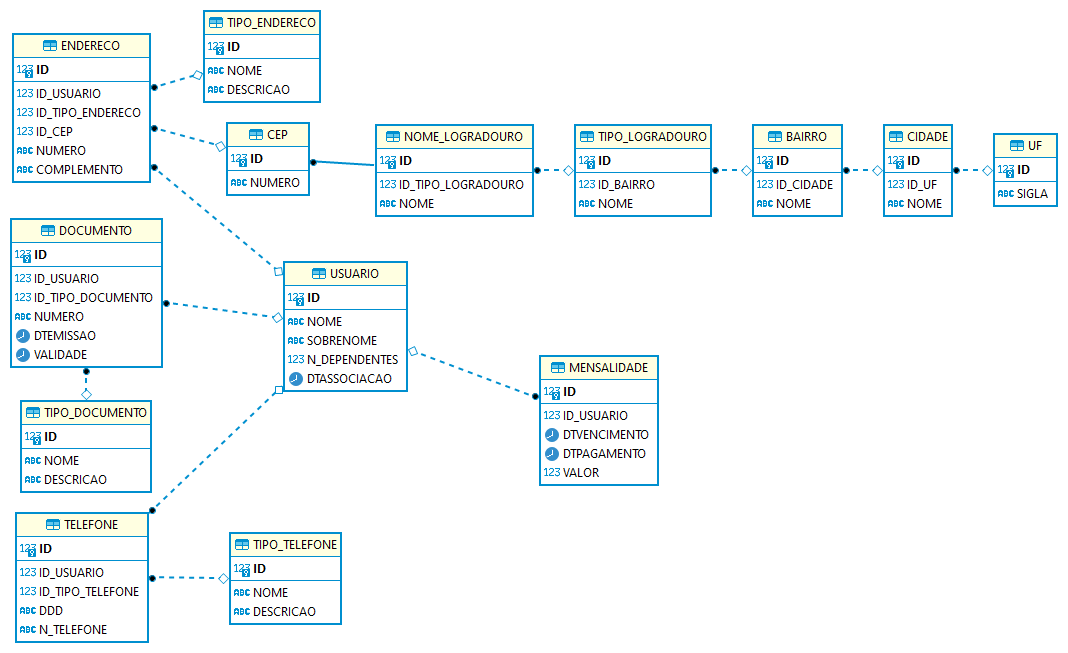 ENDERECO
123 ID
123 ID_USUARIO
123 ID_TIPO_ENDERECO
123 ID_CEP
ABC NUMERO
ABC COMPLEMENTO
TIPO_ENDERECO
123 ID
ABC NOME
ABC DESCRICAO
CEP
123 ID
ABC NUMERO
NOME_LOGRADOURO
123 ID
123 ID_TIPO_LOGRADOURO
ABC NOME
TIPO_LOGRADOURO
123 ID
123 ID_BAIRRO
ABC NOME
BAIRRO
123 ID
123 ID_CIDADE
ABC NOME
CIDADE
123 ID
123 ID_UF
ABC NOME
UF
123 ID
ABC SIGLA
DOCUMENTO
123 ID
123 ID_USUARIO
123 ID_TIPO_DOCUMENTO
ABC NUMERO
DTEMISSAO
VALIDADE
USUARIO
123 ID
ABC NOME
ABC SOBRENOME
123 N_DEPENDENTES
DTASSOCIACAO
MENSALIDADE
123 ID
123 ID_USUARIO
DTVENCIMENTO
DTPAGAMENTO
123 VALOR
TIPO_DOCUMENTO
123 ID
ABC NOME
ABC DESCRICAO
TELEFONE
123 ID
123 ID_USUARIO
123 ID_TIPO_TELEFONE
ABC DDD
ABC N_TELEFONE
TIPO_TELEFONE
123 ID
ABC NOME
ABC DESCRICAO